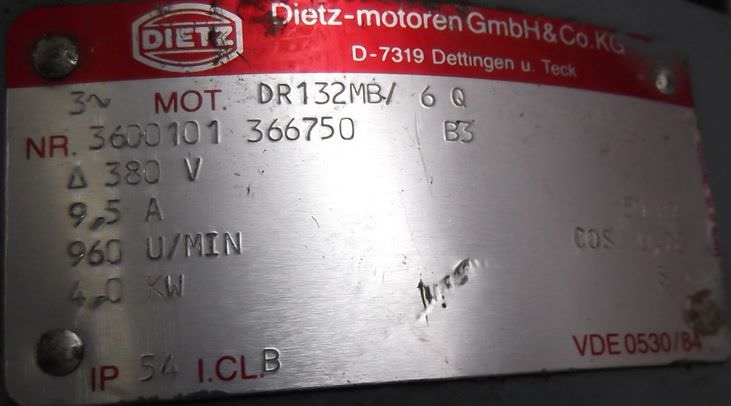 DIETZ
Dietz-motoren GmbH & Co. KG
D-7319 Dettingen u. Teck
3~ MOT. DR132MB/ 6 Q
NR. 3600101 366750 B3
Δ 380 V
9,5 A
960 U/MIN COS
4,0 KW
IP 54 I.CL.B
VDE 0530/84